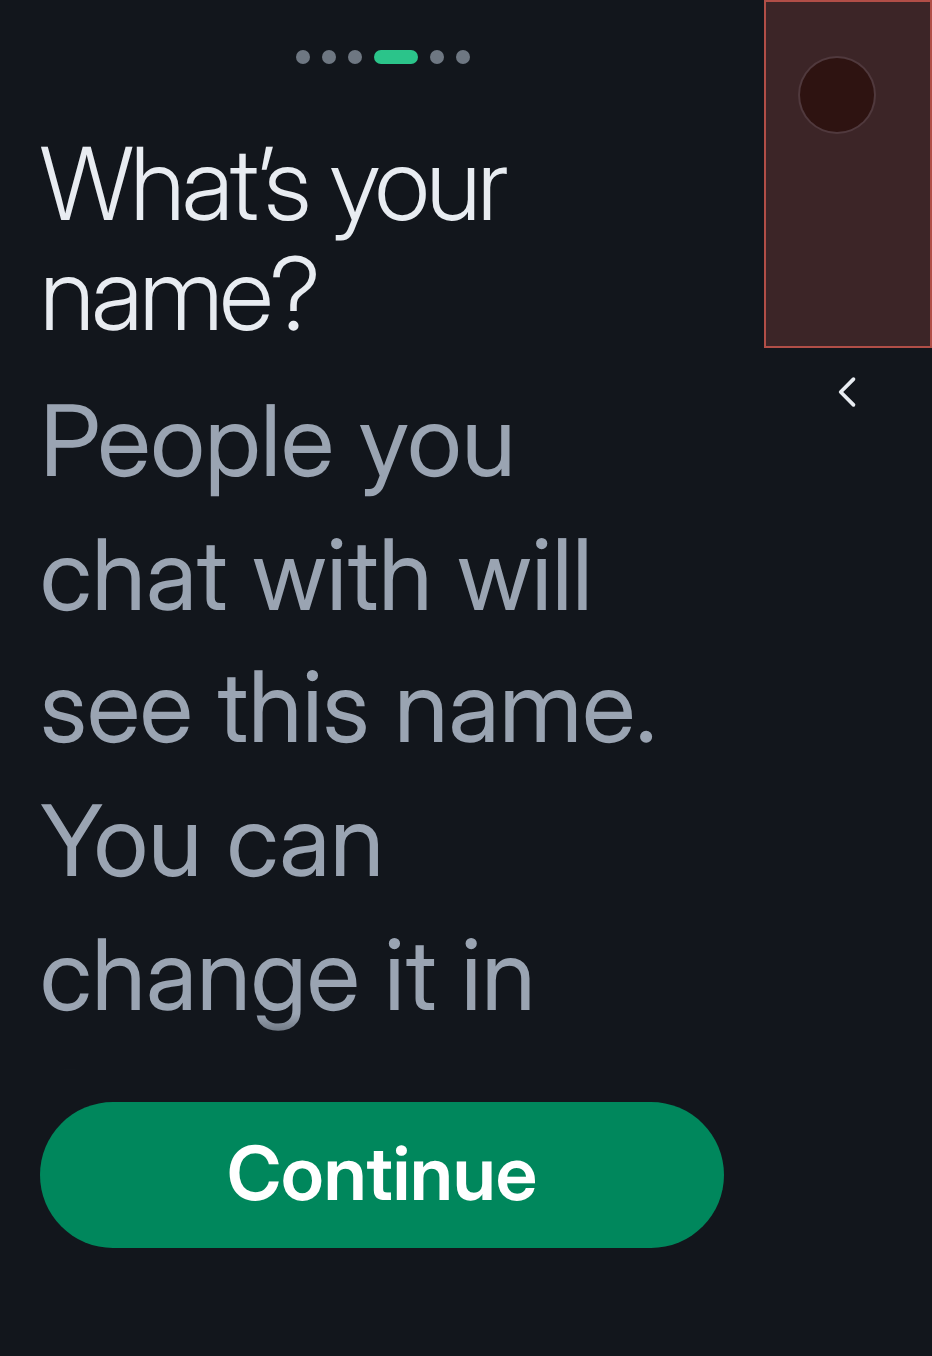 What’s your
name?
People you
chat with will
see this name.
You can
change it in
Continue